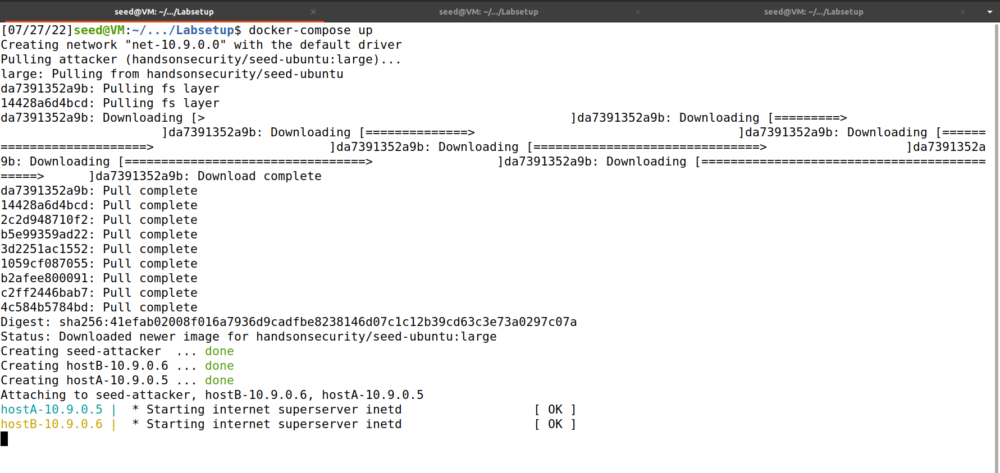 seed@VM: ~/.../Labsetup × seed@VM: ~/.../Labsetup × seed@VM: ~/.../Labsetup ×
[07/27/22]seed@VM:~/.../Labsetup$ docker-compose up
Creating network "net-10.9.0.0" with the default driver
Pulling attacker (handsonsecurity/seed-ubuntu:large)...
large: Pulling from handsonsecurity/seed-ubuntu
da7391352a9b: Pulling fs layer
14428a6d4bcd: Pulling fs layer
da7391352a9b: Downloading [>                                                  ]da7391352a9b: Downloading [=========>
                      ]da7391352a9b: Downloading [==============>                                    ]da7391352a9b: Downloading [======
====================>                        ]da7391352a9b: Downloading [===============================>                   ]da7391352a
9b: Downloading [=================================>                 ]da7391352a9b: Downloading [=======================================
=====>      ]da7391352a9b: Download complete
da7391352a9b: Pull complete
14428a6d4bcd: Pull complete
2c2d948710f2: Pull complete
b5e99359ad22: Pull complete
3d2251ac1552: Pull complete
1059cf087055: Pull complete
b2afee800091: Pull complete
c2ff2446bab7: Pull complete
4c584b5784bd: Pull complete
Digest: sha256:41efab02008f016a7936d9cadfbe8238146d07c1c12b39cd63c3e73a0297c07a
Status: Downloaded newer image for handsonsecurity/seed-ubuntu:large
Creating seed-attacker  ... done
Creating hostB-10.9.0.6 ... done
Creating hostA-10.9.0.5 ... done
Attaching to seed-attacker, hostB-10.9.0.6, hostA-10.9.0.5
hostA-10.9.0.5 |  * Starting internet superserver inetd                  [ OK ]
hostB-10.9.0.6 |  * Starting internet superserver inetd                  [ OK ]